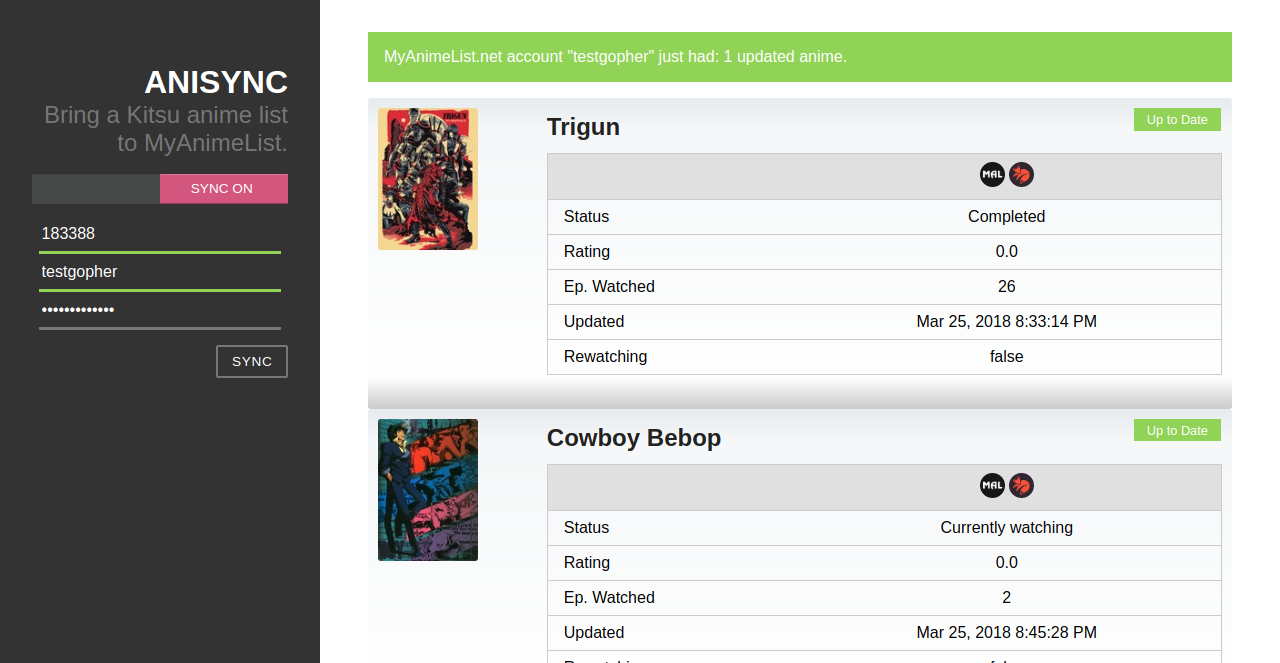 ANISYNC
Bring a Kitsu anime list
to MyAnimeList.
SYNC ON
183388
testgopher
•••••••••••••
SYNC
MyAnimeList.net account "testgopher" just had: 1 updated anime.
Trigun
Up to Date
TRIGUN
MAL
Status Completed
Rating 0.0
Ep. Watched 26
Updated Mar 25, 2018 8:33:14 PM
Rewatching false
Cowboy Bebop
Up to Date
MAL
Status Currently watching
Rating 0.0
Ep. Watched 2
Updated Mar 25, 2018 8:45:28 PM